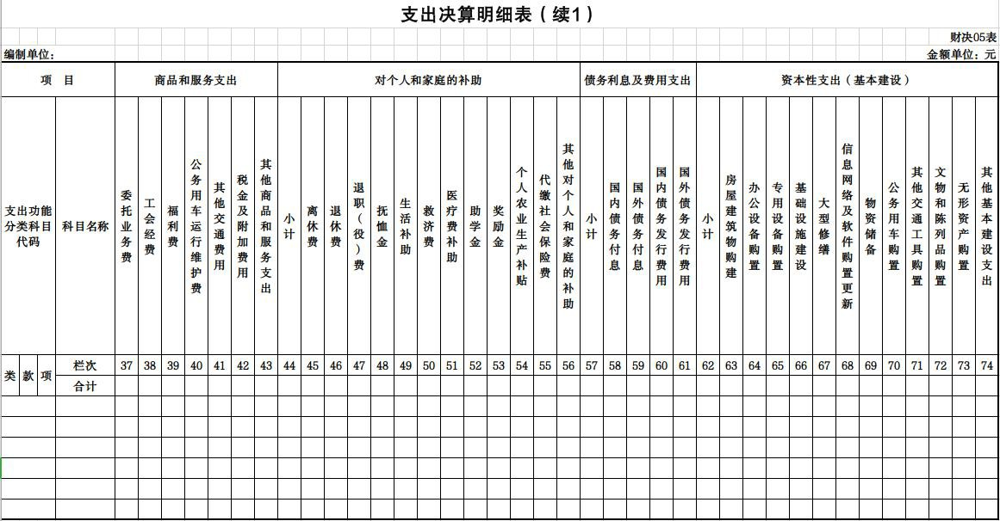 支出决算明细表（续1）
财决05表
编制单位： 金额单位：元
项 目 商品和服务支出 对个人和家庭的补助 债务利息及费用支出 资本性支出（基本建设）
支出功能分类科目代码 科目名称 委托业务费 工会经费 福利费 公务用车运行维护费 其他交通费用 税金及附加费用 其他商品和服务支出 小计 离休费 退休费 退职（役）费 抚恤金 生活补助 救济费 医疗费补助 助学金 奖励金 个人农业生产补贴 代缴社会保险费 其他对个人和家庭的补助 小计 国内债务付息 国外债务付息 国内债务发行费用 国外债务发行费用 小计 房屋建筑物购建 办公设备购置 专用设备购置 基础设施建设 大型修缮 信息网络及软件购置更新 物资储备 公务用车购置 其他交通工具购置 文物和陈列品购置 无形资产购置 其他基本建设支出
类 款 项 栏次 37 38 39 40 41 42 43 44 45 46 47 48 49 50 51 52 53 54 55 56 57 58 59 60 61 62 63 64 65 66 67 68 69 70 71 72 73 74
合计